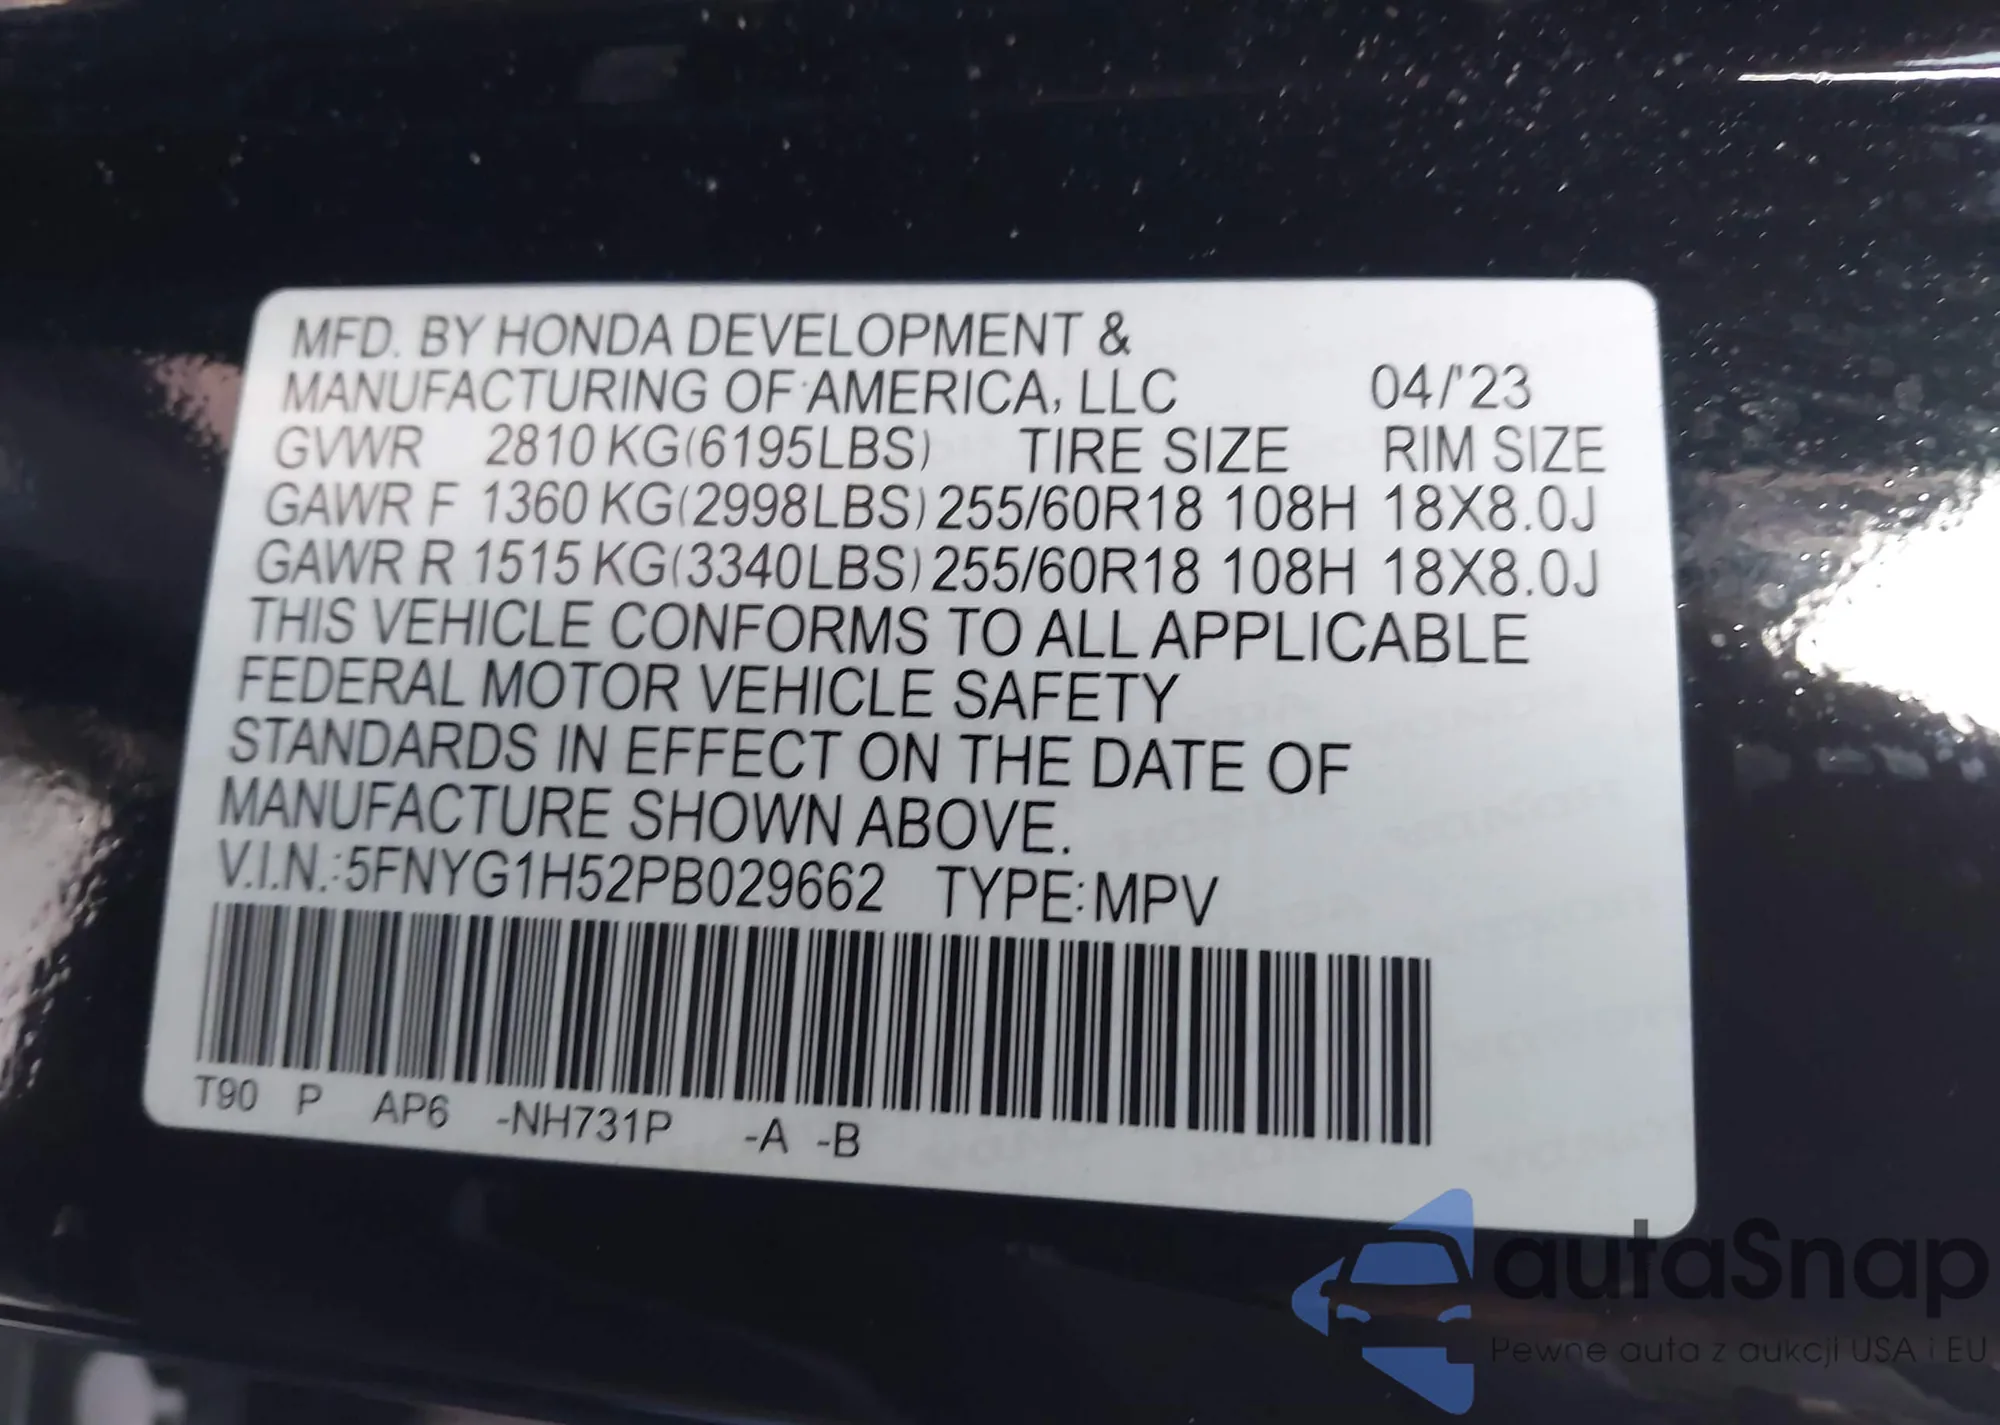 MFD. BY HONDA DEVELOPMENT &
MANUFACTURING OF AMERICA, LLC 04/'23
GVWR 2810 KG(6195LBS) TIRE SIZE RIM SIZE
GAWR F 1360 KG(2998LBS) 255/60R18 108H 18X8.0J
GAWR R 1515 KG(3340LBS) 255/60R18 108H 18X8.0J
THIS VEHICLE CONFORMS TO ALL APPLICABLE
FEDERAL MOTOR VEHICLE SAFETY
STANDARDS IN EFFECT ON THE DATE OF
MANUFACTURE SHOWN ABOVE.
V.I.N.:5FNYG1H52PB029662 TYPE:MPV
T90 P AP6 -NH731P -A -B
autaSnap
Pewne auta z aukcji USA i EU